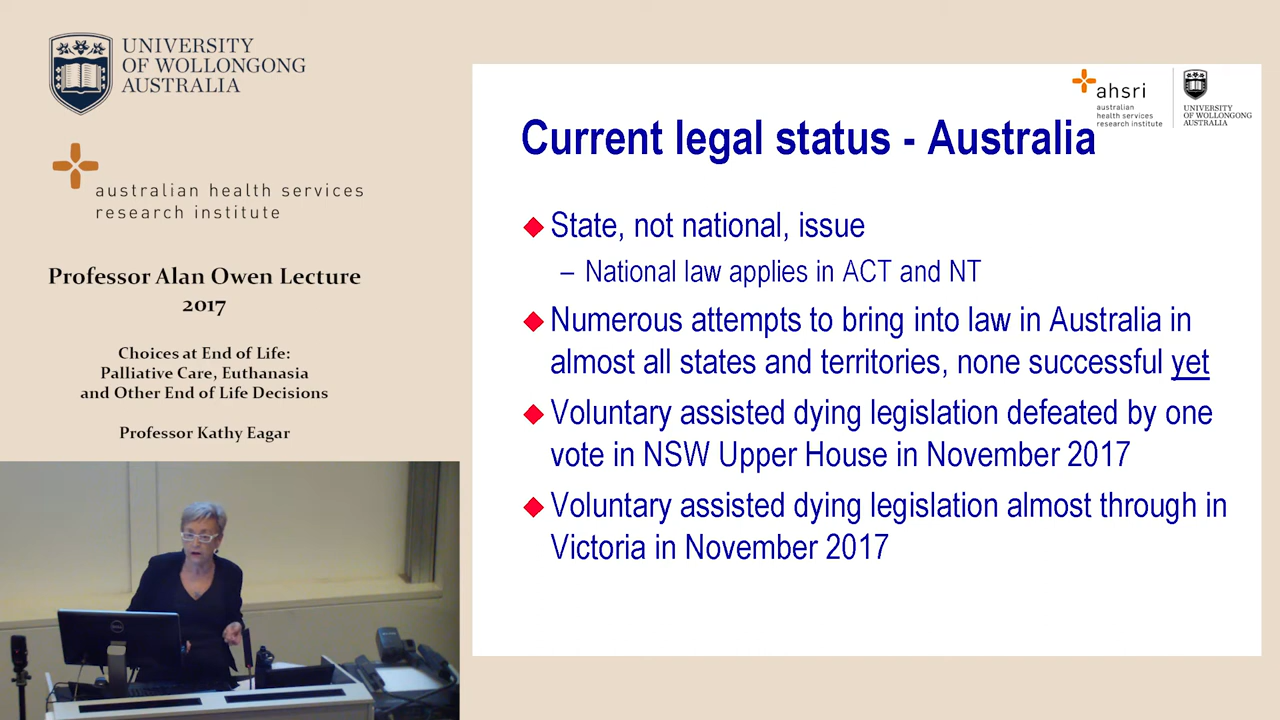 UNIVERSITY
OF WOLLONGONG
AUSTRALIA
australian health services
research institute
Professor Alan Owen Lecture
2017
Choices at End of Life:
Palliative Care, Euthanasia
and Other End of Life Decisions
Professor Kathy Eagar
ahsri
australian
health services
research institute
UNIVERSITY
OF WOLLONGONG
AUSTRALIA
Current legal status - Australia
State, not national, issue
– National law applies in ACT and NT
Numerous attempts to bring into law in Australia in
almost all states and territories, none successful yet
Voluntary assisted dying legislation defeated by one
vote in NSW Upper House in November 2017
Voluntary assisted dying legislation almost through in
Victoria in November 2017
DELL